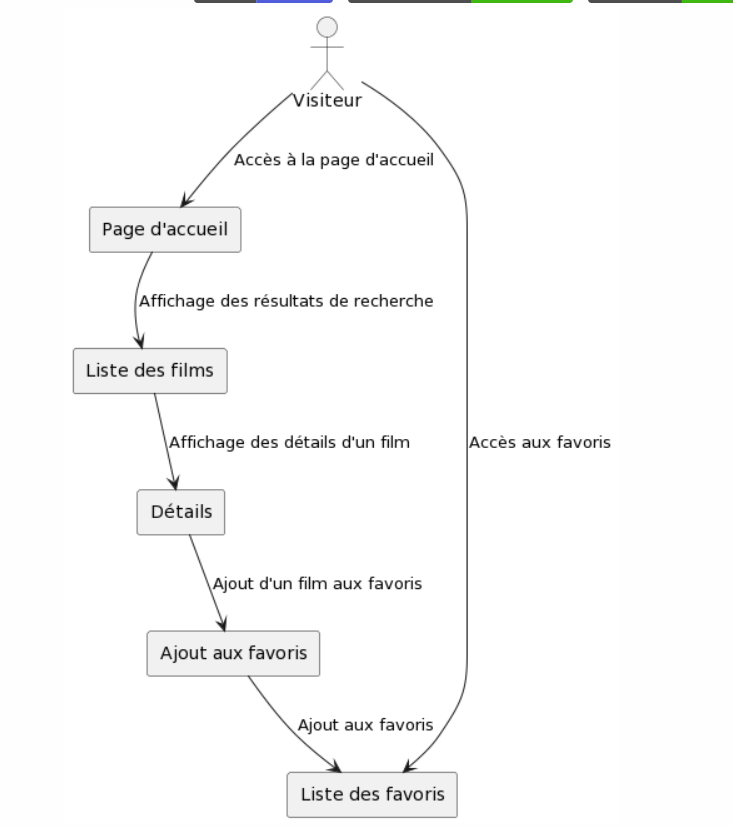 Visiteur
Accès à la page d'accueil
Page d'accueil
Affichage des résultats de recherche
Liste des films
Affichage des détails d'un film
Accès aux favoris
Détails
Ajout d'un film aux favoris
Ajout aux favoris
Ajout aux favoris
Liste des favoris